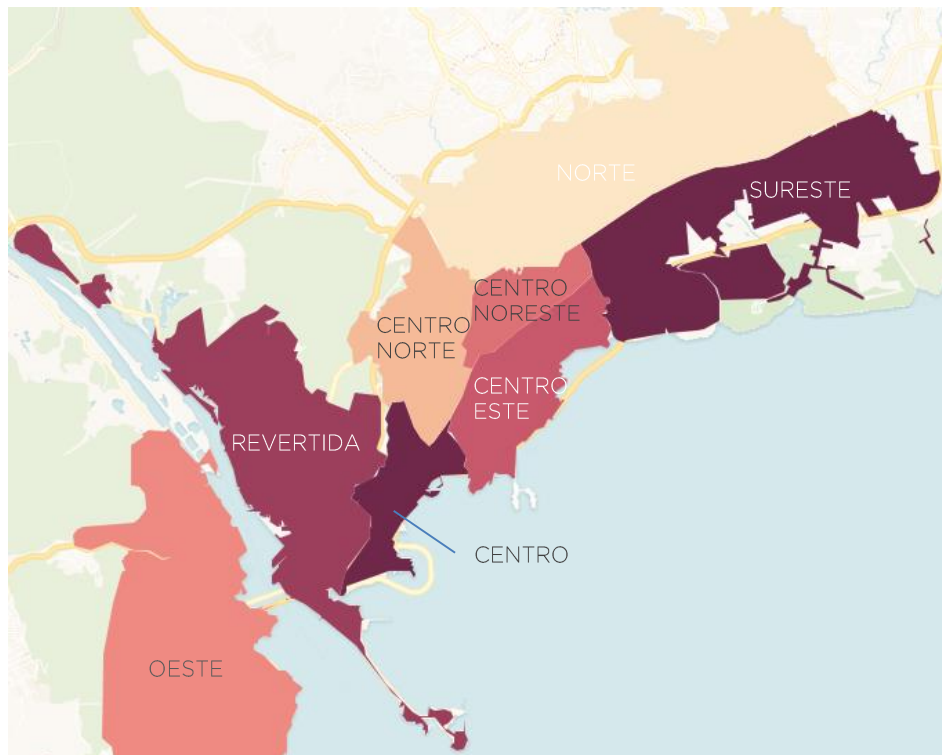 NORTE
SURESTE
CENTRO
NORESTE
CENTRO
NORTE
CENTRO
ESTE
REVERTIDA
CENTRO
OESTE